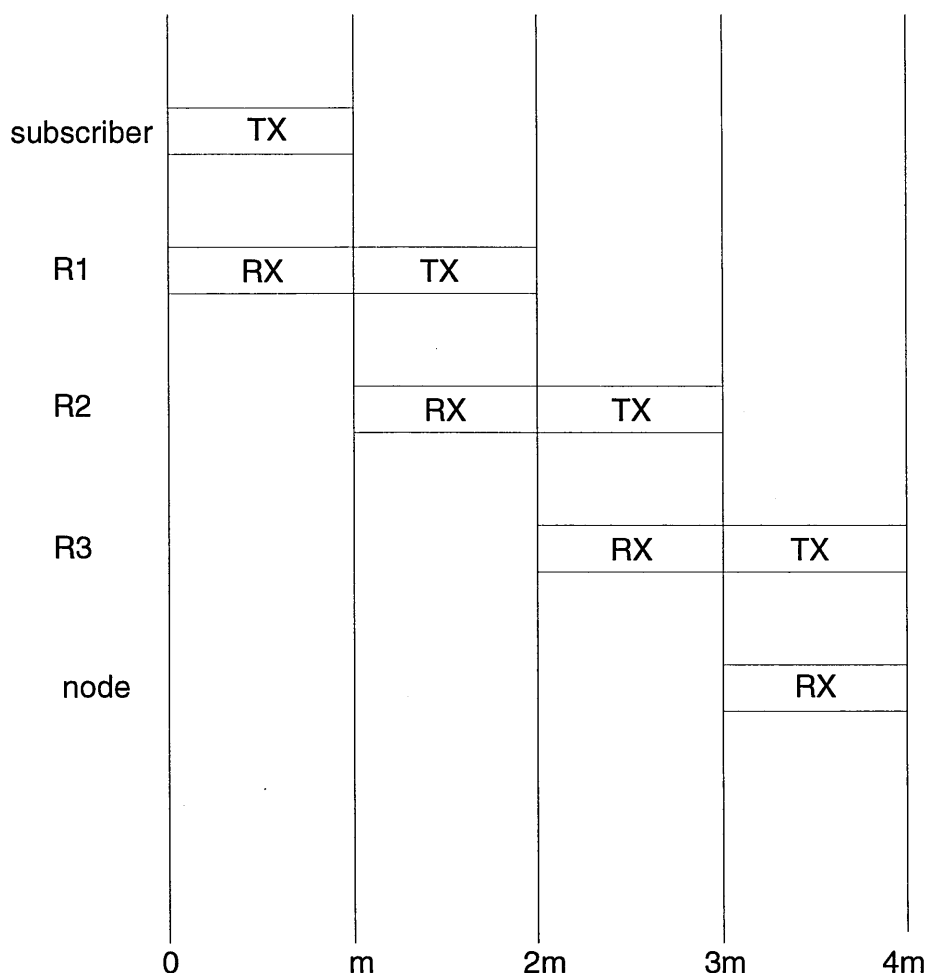 subscriber TX
R1 RX TX
R2 RX TX
R3 RX TX
node RX
0 m 2m 3m 4m